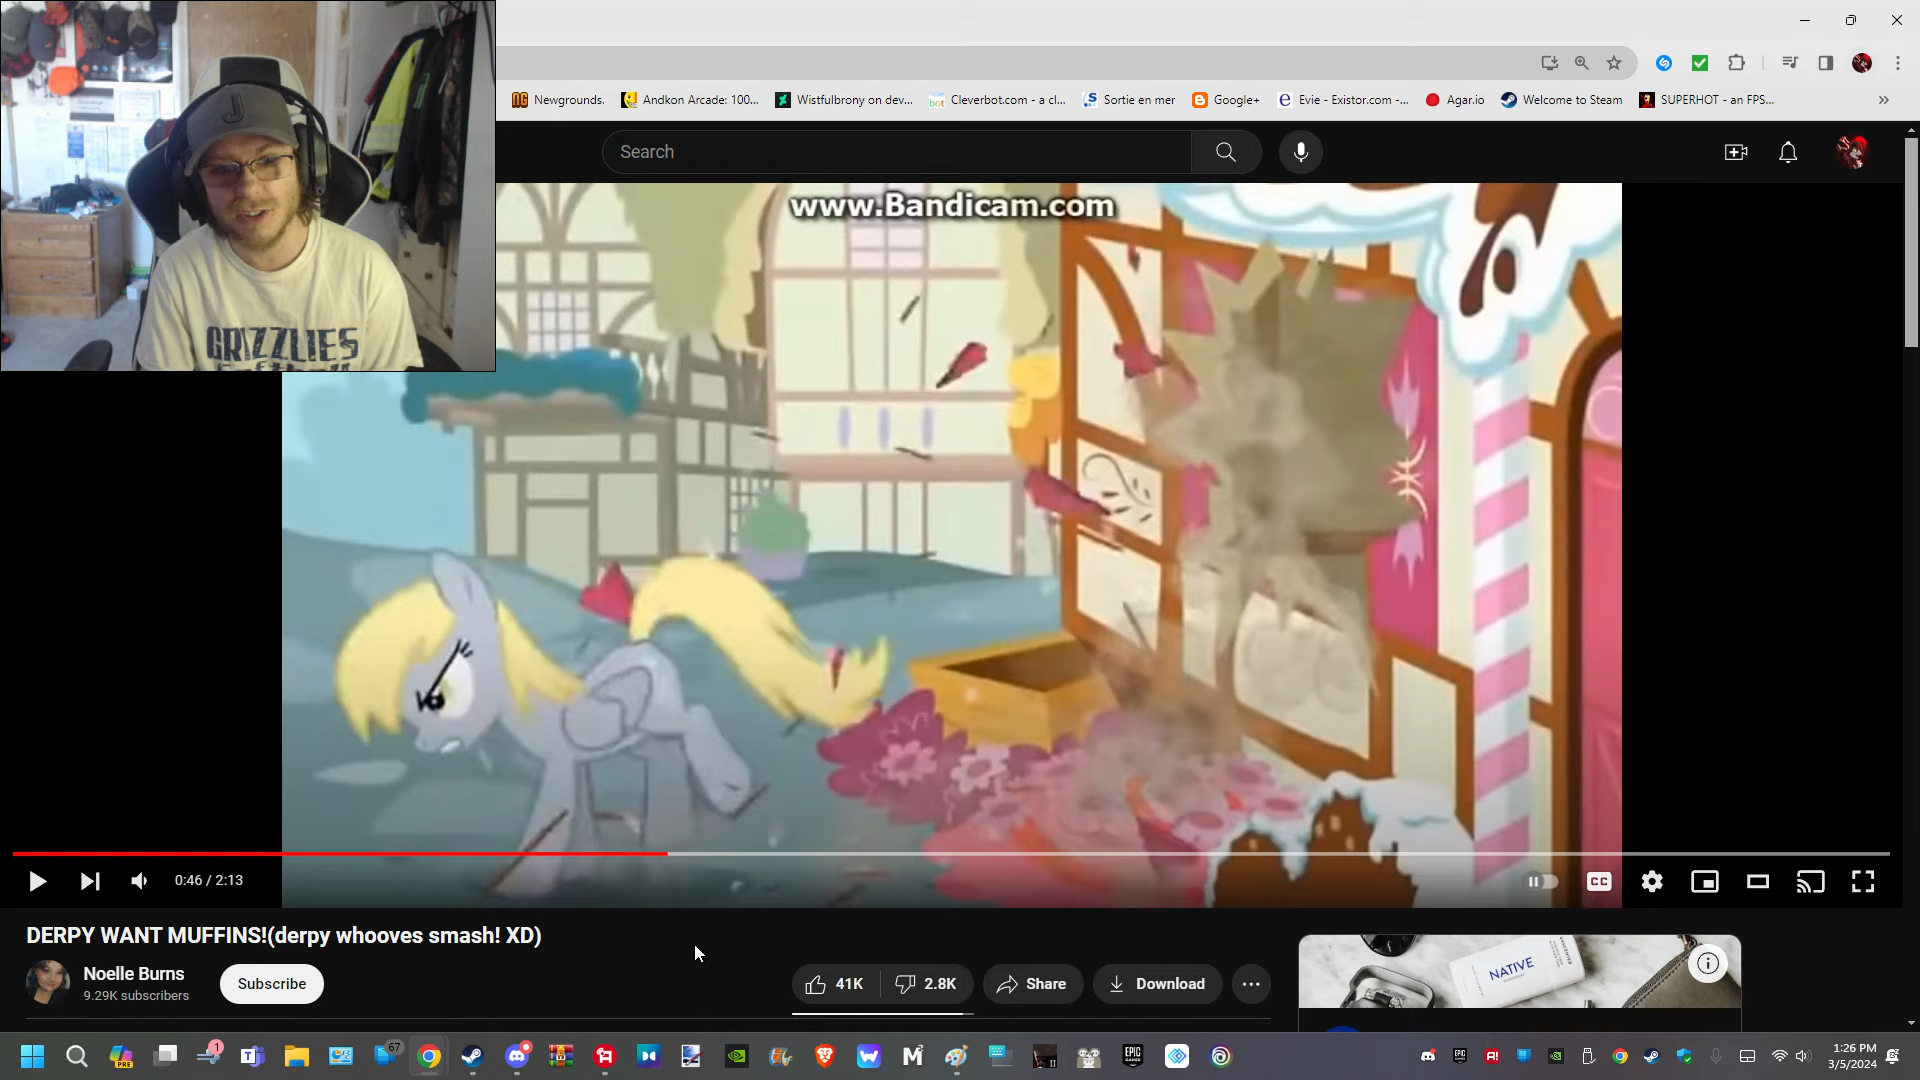 Newgrounds.
Andkon Arcade: 100...
Wistfulbrony on dev...
Cleverbot.com - a cl...
Sortie en mer
Google+
Evie - Existor.com -...
Agar.io
Welcome to Steam
SUPERHOT - an FPS...
Search
www.Bandicam.com
GRIZZLIES
0:46 / 2:13
CC
DERPY WANT MUFFINS!(derpy whooves smash! XD)
Noelle Burns
9.29K subscribers
Subscribe
41K
2.8K
Share
Download
NATIVE
1
67
1:26 PM
3/5/2024